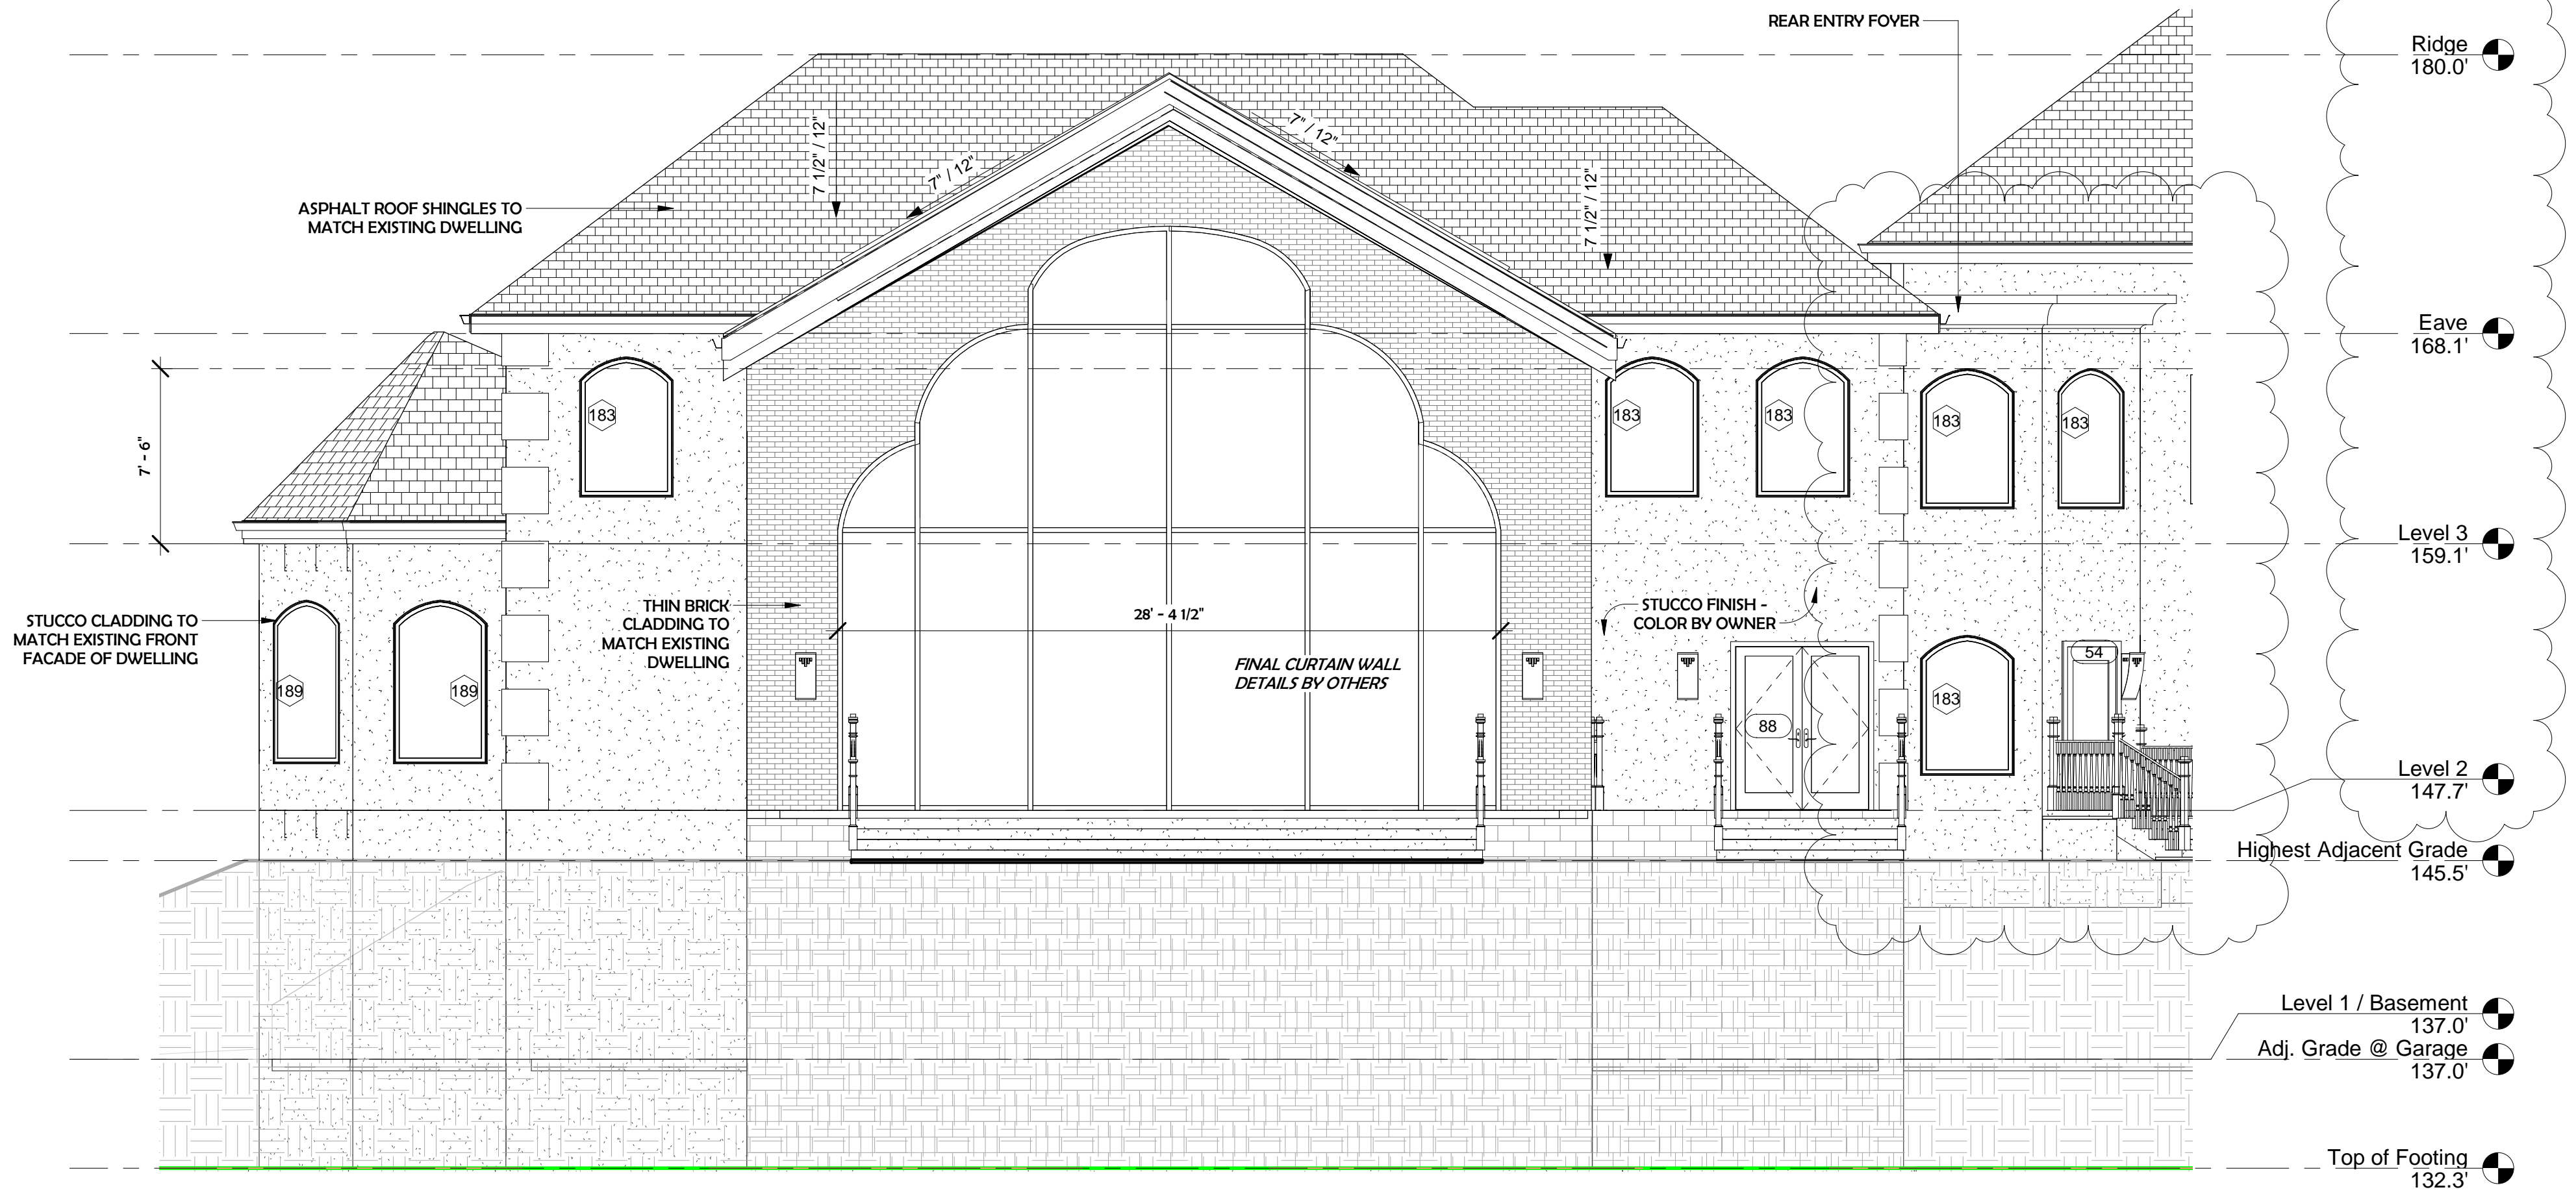 REAR ENTRY FOYER
Ridge
180.0'
7 1/2" / 12"
7" / 12"
7" / 12"
7 1/2" / 12"
ASPHALT ROOF SHINGLES TO
MATCH EXISTING DWELLING
Eave
168.1'
183
183
183
183
183
7' - 6"
Level 3
159.1'
STUCCO CLADDING TO
MATCH EXISTING FRONT
FACADE OF DWELLING
189
189
THIN BRICK
CLADDING TO
MATCH EXISTING
DWELLING
28' - 4 1/2"
FINAL CURTAIN WALL
DETAILS BY OTHERS
STUCCO FINISH -
COLOR BY OWNER
88
183
54
Level 2
147.7'
Highest Adjacent Grade
145.5'
Level 1 / Basement
137.0'
Adj. Grade @ Garage
137.0'
Top of Footing
132.3'